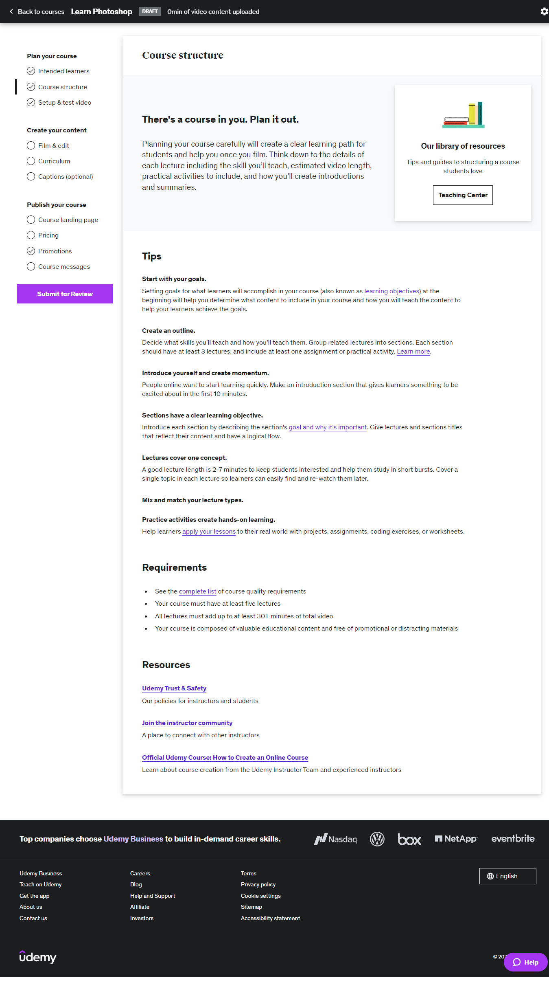 Back to courses Learn Photoshop DRAFT 0min of video content uploaded
Plan your course
Intended learners
Course structure
Setup & test video
Create your content
Film & edit
Curriculum
Captions (optional)
Publish your course
Course landing page
Pricing
Promotions
Course messages
Submit for Review
Course structure
There's a course in you. Plan it out.
Planning your course carefully will create a clear learning path for
students and help you once you film. Think down to the details of
each lecture including the skill you’ll teach, estimated video length,
practical activities to include, and how you’ll create introductions
and summaries.
Our library of resources
Tips and guides to structuring a course
students love
Teaching Center
Tips
Start with your goals.
Setting goals for what learners will accomplish in your course (also known as learning objectives) at the
beginning will help you determine what content to include in your course and how you will teach the content to
help your learners achieve the goals.
Create an outline.
Decide what skills you’ll teach and how you’ll teach them. Group related lectures into sections. Each section
should have at least 3 lectures, and include at least one assignment or practical activity. Learn more.
Introduce yourself and create momentum.
People online want to start learning quickly. Make an introduction section that gives learners something to be
excited about in the first 10 minutes.
Sections have a clear learning objective.
Introduce each section by describing the section's goal and why it’s important. Give lectures and sections titles
that reflect their content and have a logical flow.
Lectures cover one concept.
A good lecture length is 2-7 minutes to keep students interested and help them study in short bursts. Cover a
single topic in each lecture so learners can easily find and re-watch them later.
Mix and match your lecture types.
Practice activities create hands-on learning.
Help learners apply your lessons to their real world with projects, assignments, coding exercises, or worksheets.
Requirements
• See the complete list of course quality requirements
• Your course must have at least five lectures
• All lectures must add up to at least 30+ minutes of total video
• Your course is composed of valuable educational content and free of promotional or distracting materials
Resources
Udemy Trust & Safety
Our policies for instructors and students
Join the instructor community
A place to connect with other instructors
Official Udemy Course: How to Create an Online Course
Learn about course creation from the Udemy Instructor Team and experienced instructors
Top companies choose Udemy Business to build in-demand career skills.
Nasdaq VW box NetApp eventbrite
Udemy Business
Teach on Udemy
Get the app
About us
Contact us
Careers
Blog
Help and Support
Affiliate
Investors
Terms
Privacy policy
Cookie settings
Sitemap
Accessibility statement
English
udemy
©
Help